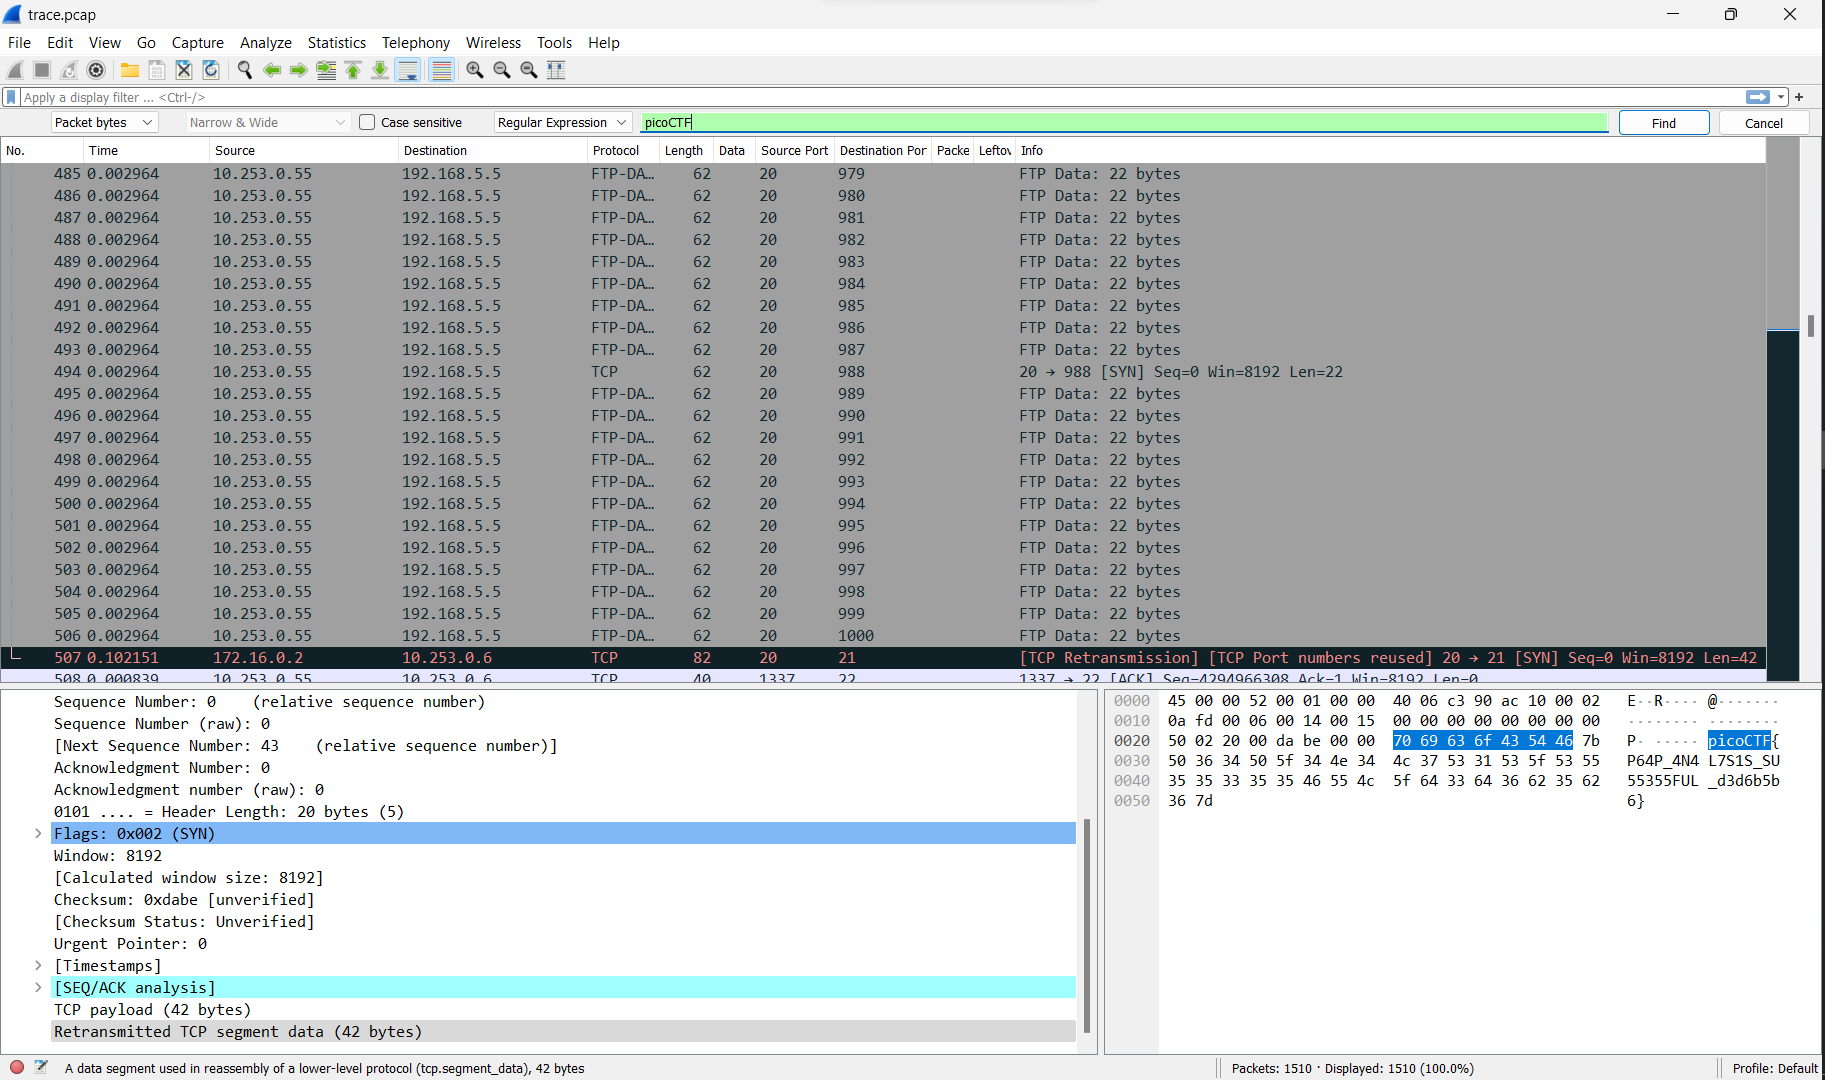 trace.pcap
File Edit View Go Capture Analyze Statistics Telephony Wireless Tools Help
Apply a display filter ... <Ctrl-/>
Packet bytes Narrow & Wide Case sensitive Regular Expression picoCTF Find Cancel
No. Time Source Destination Protocol Length Data Source Port Destination Por Packe Leftov Info
485 0.002964 10.253.0.55 192.168.5.5 FTP-DA… 62 20 979 FTP Data: 22 bytes
486 0.002964 10.253.0.55 192.168.5.5 FTP-DA… 62 20 980 FTP Data: 22 bytes
487 0.002964 10.253.0.55 192.168.5.5 FTP-DA… 62 20 981 FTP Data: 22 bytes
488 0.002964 10.253.0.55 192.168.5.5 FTP-DA… 62 20 982 FTP Data: 22 bytes
489 0.002964 10.253.0.55 192.168.5.5 FTP-DA… 62 20 983 FTP Data: 22 bytes
490 0.002964 10.253.0.55 192.168.5.5 FTP-DA… 62 20 984 FTP Data: 22 bytes
491 0.002964 10.253.0.55 192.168.5.5 FTP-DA… 62 20 985 FTP Data: 22 bytes
492 0.002964 10.253.0.55 192.168.5.5 FTP-DA… 62 20 986 FTP Data: 22 bytes
493 0.002964 10.253.0.55 192.168.5.5 FTP-DA… 62 20 987 FTP Data: 22 bytes
494 0.002964 10.253.0.55 192.168.5.5 TCP 62 20 988 20 → 988 [SYN] Seq=0 Win=8192 Len=22
495 0.002964 10.253.0.55 192.168.5.5 FTP-DA… 62 20 989 FTP Data: 22 bytes
496 0.002964 10.253.0.55 192.168.5.5 FTP-DA… 62 20 990 FTP Data: 22 bytes
497 0.002964 10.253.0.55 192.168.5.5 FTP-DA… 62 20 991 FTP Data: 22 bytes
498 0.002964 10.253.0.55 192.168.5.5 FTP-DA… 62 20 992 FTP Data: 22 bytes
499 0.002964 10.253.0.55 192.168.5.5 FTP-DA… 62 20 993 FTP Data: 22 bytes
500 0.002964 10.253.0.55 192.168.5.5 FTP-DA… 62 20 994 FTP Data: 22 bytes
501 0.002964 10.253.0.55 192.168.5.5 FTP-DA… 62 20 995 FTP Data: 22 bytes
502 0.002964 10.253.0.55 192.168.5.5 FTP-DA… 62 20 996 FTP Data: 22 bytes
503 0.002964 10.253.0.55 192.168.5.5 FTP-DA… 62 20 997 FTP Data: 22 bytes
504 0.002964 10.253.0.55 192.168.5.5 FTP-DA… 62 20 998 FTP Data: 22 bytes
505 0.002964 10.253.0.55 192.168.5.5 FTP-DA… 62 20 999 FTP Data: 22 bytes
506 0.002964 10.253.0.55 192.168.5.5 FTP-DA… 62 20 1000 FTP Data: 22 bytes
507 0.102151 172.16.0.2 10.253.0.6 TCP 82 20 21 [TCP Retransmission] [TCP Port numbers reused] 20 → 21 [SYN] Seq=0 Win=8192 Len=42
508 0.000839 10.253.0.55 10.253.0.6 TCP 40 1337 22 1337 → 22 [ACK] Seq=4294966308 Ack=1 Win=8192 Len=0
Sequence Number: 0 (relative sequence number)
Sequence Number (raw): 0
[Next Sequence Number: 43 (relative sequence number)]
Acknowledgment Number: 0
Acknowledgment number (raw): 0
0101 .... = Header Length: 20 bytes (5)
Flags: 0x002 (SYN)
Window: 8192
[Calculated window size: 8192]
Checksum: 0xdabe [unverified]
[Checksum Status: Unverified]
Urgent Pointer: 0
[Timestamps]
[SEQ/ACK analysis]
TCP payload (42 bytes)
Retransmitted TCP segment data (42 bytes)
0000 45 00 00 52 00 01 00 00 40 06 c3 90 ac 10 00 02 E··R···· @·······
0010 0a fd 00 06 00 14 00 15 00 00 00 00 00 00 00 00 ········ ········
0020 50 02 20 00 da be 00 00 70 69 63 6f 43 54 46 7b P· ····· picoCTF{
0030 50 36 34 50 5f 34 4e 34 4c 37 53 31 53 5f 53 55 P64P_4N4 L7S1S_SU
0040 35 35 33 35 35 46 55 4c 5f 64 33 64 36 62 35 62 55355FUL _d3d6b5b
0050 36 7d 6}
A data segment used in reassembly of a lower-level protocol (tcp.segment_data), 42 bytes
Packets: 1510 · Displayed: 1510 (100.0%)
Profile: Default